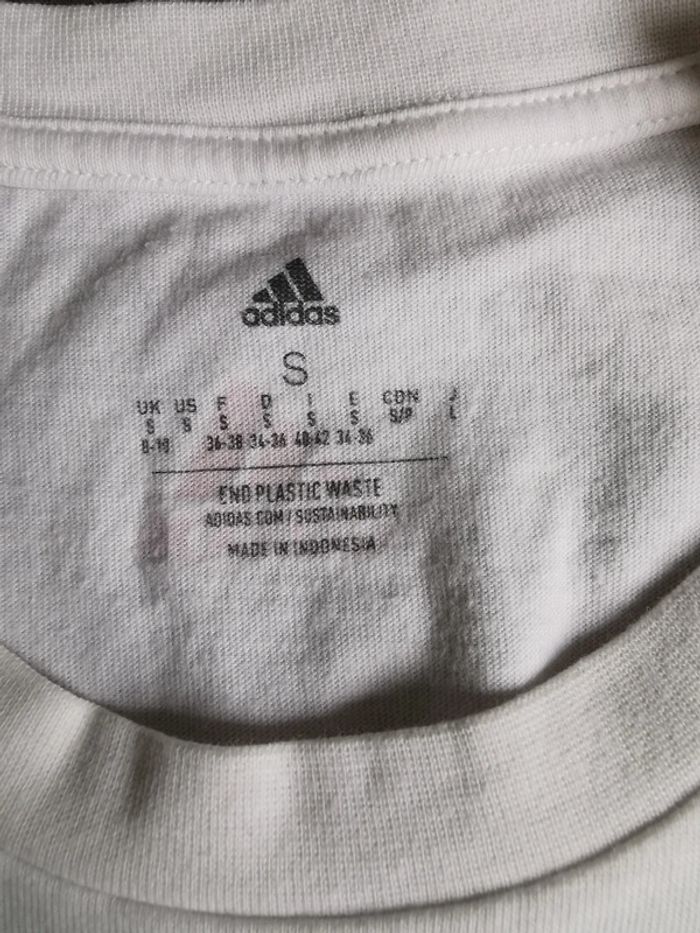 adidas
S
UK US F D I E CDN J
S S S S S S S/P L
8-10 36-38 34-36 40-42 34-36
END PLASTIC WASTE
ADIDAS.COM/SUSTAINABILITY
MADE IN INDONESIA